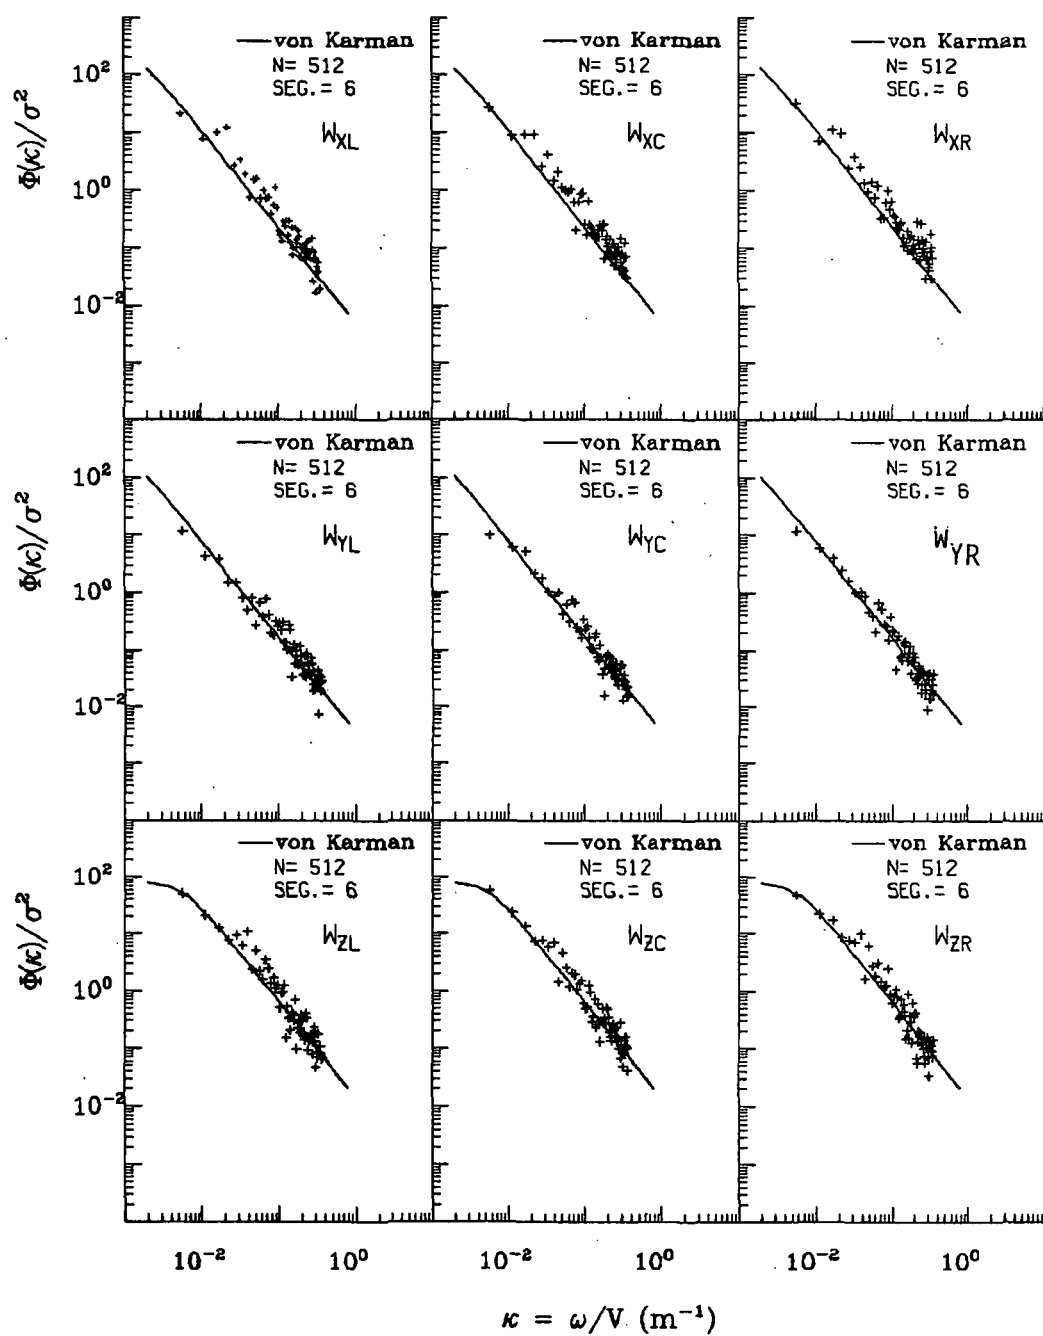 von Karman
N= 512
SEG.= 6
W_XL
von Karman
N= 512
SEG.= 6
W_XC
von Karman
N= 512
SEG.= 6
W_XR
Φ(κ)/σ²
10²
10⁰
10⁻²
von Karman
N= 512
SEG.= 6
W_YL
von Karman
N= 512
SEG.= 6
W_YC
von Karman
N= 512
SEG.= 6
W_YR
Φ(κ)/σ²
10²
10⁰
10⁻²
von Karman
N= 512
SEG.= 6
W_ZL
von Karman
N= 512
SEG.= 6
W_ZC
von Karman
N= 512
SEG.= 6
W_ZR
Φ(κ)/σ²
10²
10⁰
10⁻²
10⁻² 10⁰ 10⁻² 10⁰ 10⁻² 10⁰
κ = ω/V (m⁻¹)